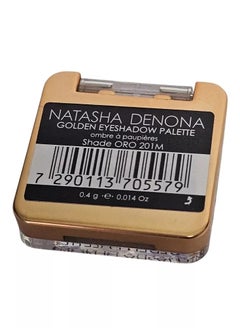 NATASHA DENONA
GOLDEN EYESHADOW PALETTE
ombre à paupières
Shade ORO 201M
7 290113 705579
0.4 g ℮ 0.014 Oz